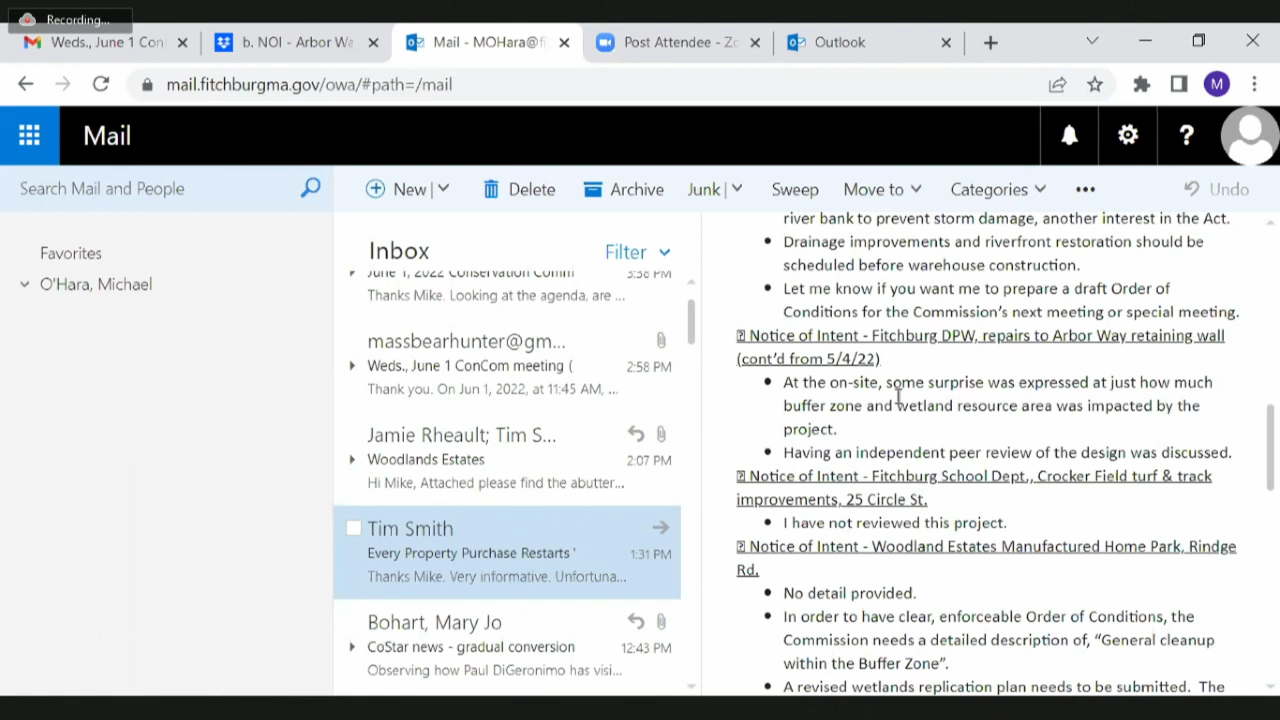 Recording...
Weds., June 1 Con
b. NOI - Arbor Wa
Mail - MOHara@fi
Post Attendee - Zo
Outlook
mail.fitchburgma.gov/owa/#path=/mail
M
Mail
Search Mail and People
New
Delete
Archive
Junk
Sweep
Move to
Categories
Undo
Favorites
O'Hara, Michael
Inbox
Filter
June 1, 2022 Conservation Comm
3:38 PM
Thanks Mike. Looking at the agenda, are ...
massbearhunter@gm...
Weds., June 1 ConCom meeting (
2:58 PM
Thank you. On Jun 1, 2022, at 11:45 AM, ...
Jamie Rheault; Tim S...
Woodlands Estates
2:07 PM
Hi Mike, Attached please find the abutter...
Tim Smith
Every Property Purchase Restarts '
1:31 PM
Thanks Mike. Very informative. Unfortuna...
Bohart, Mary Jo
CoStar news - gradual conversion
12:43 PM
Observing how Paul DiGeronimo has visi...
river bank to prevent storm damage, another interest in the Act.
• Drainage improvements and riverfront restoration should be
scheduled before warehouse construction.
• Let me know if you want me to prepare a draft Order of
Conditions for the Commission's next meeting or special meeting.
Notice of Intent - Fitchburg DPW, repairs to Arbor Way retaining wall
(cont'd from 5/4/22)
• At the on-site, some surprise was expressed at just how much
buffer zone and wetland resource area was impacted by the
project.
• Having an independent peer review of the design was discussed.
Notice of Intent - Fitchburg School Dept., Crocker Field turf & track
improvements, 25 Circle St.
• I have not reviewed this project.
Notice of Intent - Woodland Estates Manufactured Home Park, Rindge
Rd.
• No detail provided.
• In order to have clear, enforceable Order of Conditions, the
Commission needs a detailed description of, “General cleanup
within the Buffer Zone”.
• A revised wetlands replication plan needs to be submitted. The